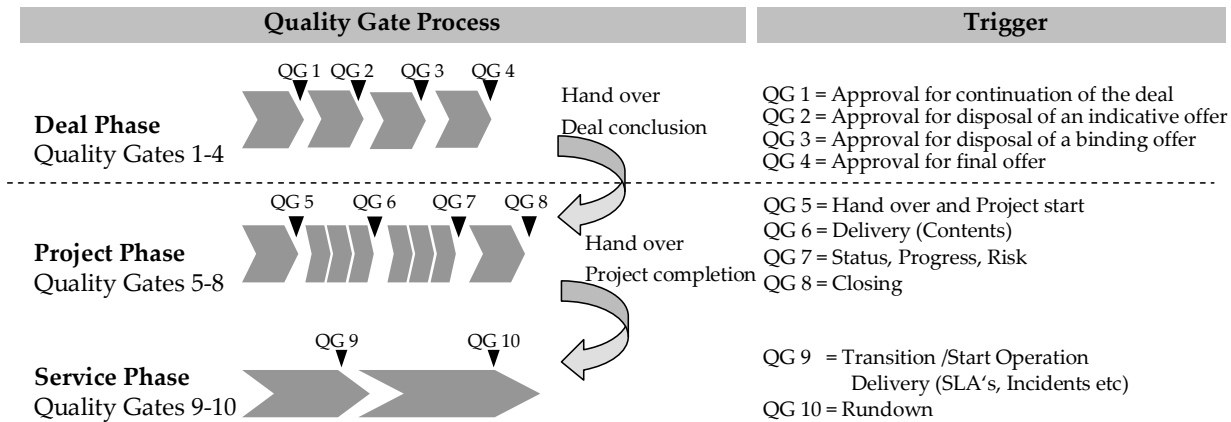 Quality Gate Process
Trigger
QG 1 QG 2 QG 3 QG 4
Deal Phase
Quality Gates 1-4
Hand over
Deal conclusion
QG 1 = Approval for continuation of the deal
QG 2 = Approval for disposal of an indicative offer
QG 3 = Approval for disposal of a binding offer
QG 4 = Approval for final offer
QG 5 QG 6 QG 7 QG 8
Project Phase
Quality Gates 5-8
Hand over
Project completion
QG 5 = Hand over and Project start
QG 6 = Delivery (Contents)
QG 7 = Status, Progress, Risk
QG 8 = Closing
QG 9 QG 10
Service Phase
Quality Gates 9-10
QG 9 = Transition /Start Operation
Delivery (SLA‘s, Incidents etc)
QG 10 = Rundown